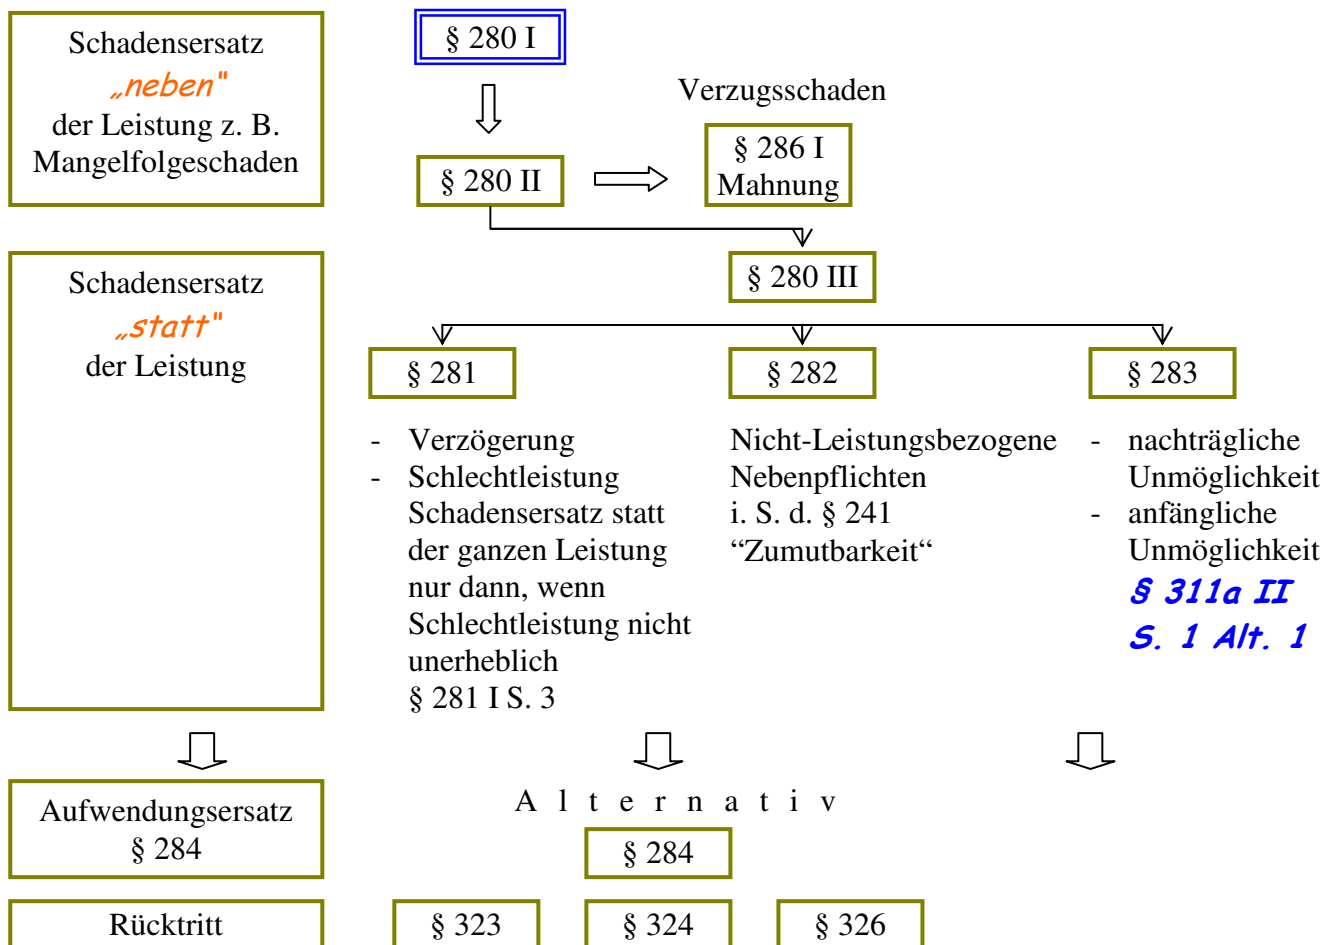 Schadensersatz
„neben"
der Leistung z. B.
Mangelfolgeschaden
§ 280 I
Verzugsschaden
§ 280 II
§ 286 I
Mahnung
Schadensersatz
„statt"
der Leistung
§ 280 III
§ 281
§ 282
§ 283
- Verzögerung
- Schlechtleistung
Schadensersatz statt
der ganzen Leistung
nur dann, wenn
Schlechtleistung nicht
unerheblich
§ 281 I S. 3
Nicht-Leistungsbezogene
Nebenpflichten
i. S. d. § 241
“Zumutbarkeit“
- nachträgliche
Unmöglichkeit
- anfängliche
Unmöglichkeit
§ 311a II
S. 1 Alt. 1
Aufwendungsersatz
§ 284
A l t e r n a t i v
§ 284
Rücktritt
§ 323
§ 324
§ 326